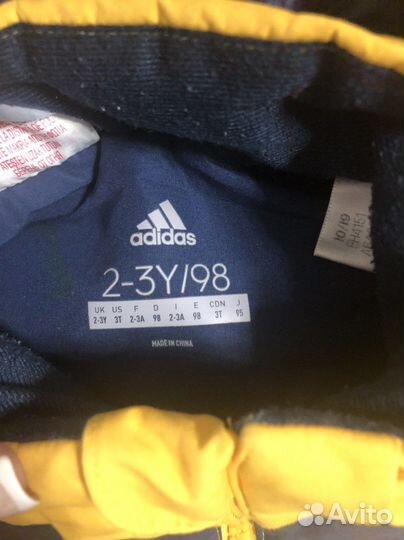 adidas
2-3Y/98
UK US F D I E CDN J
2-3Y 3T 2-3A 98 2-3A 98 3T 95
MADE IN CHINA
10/19
EH4151
Avito